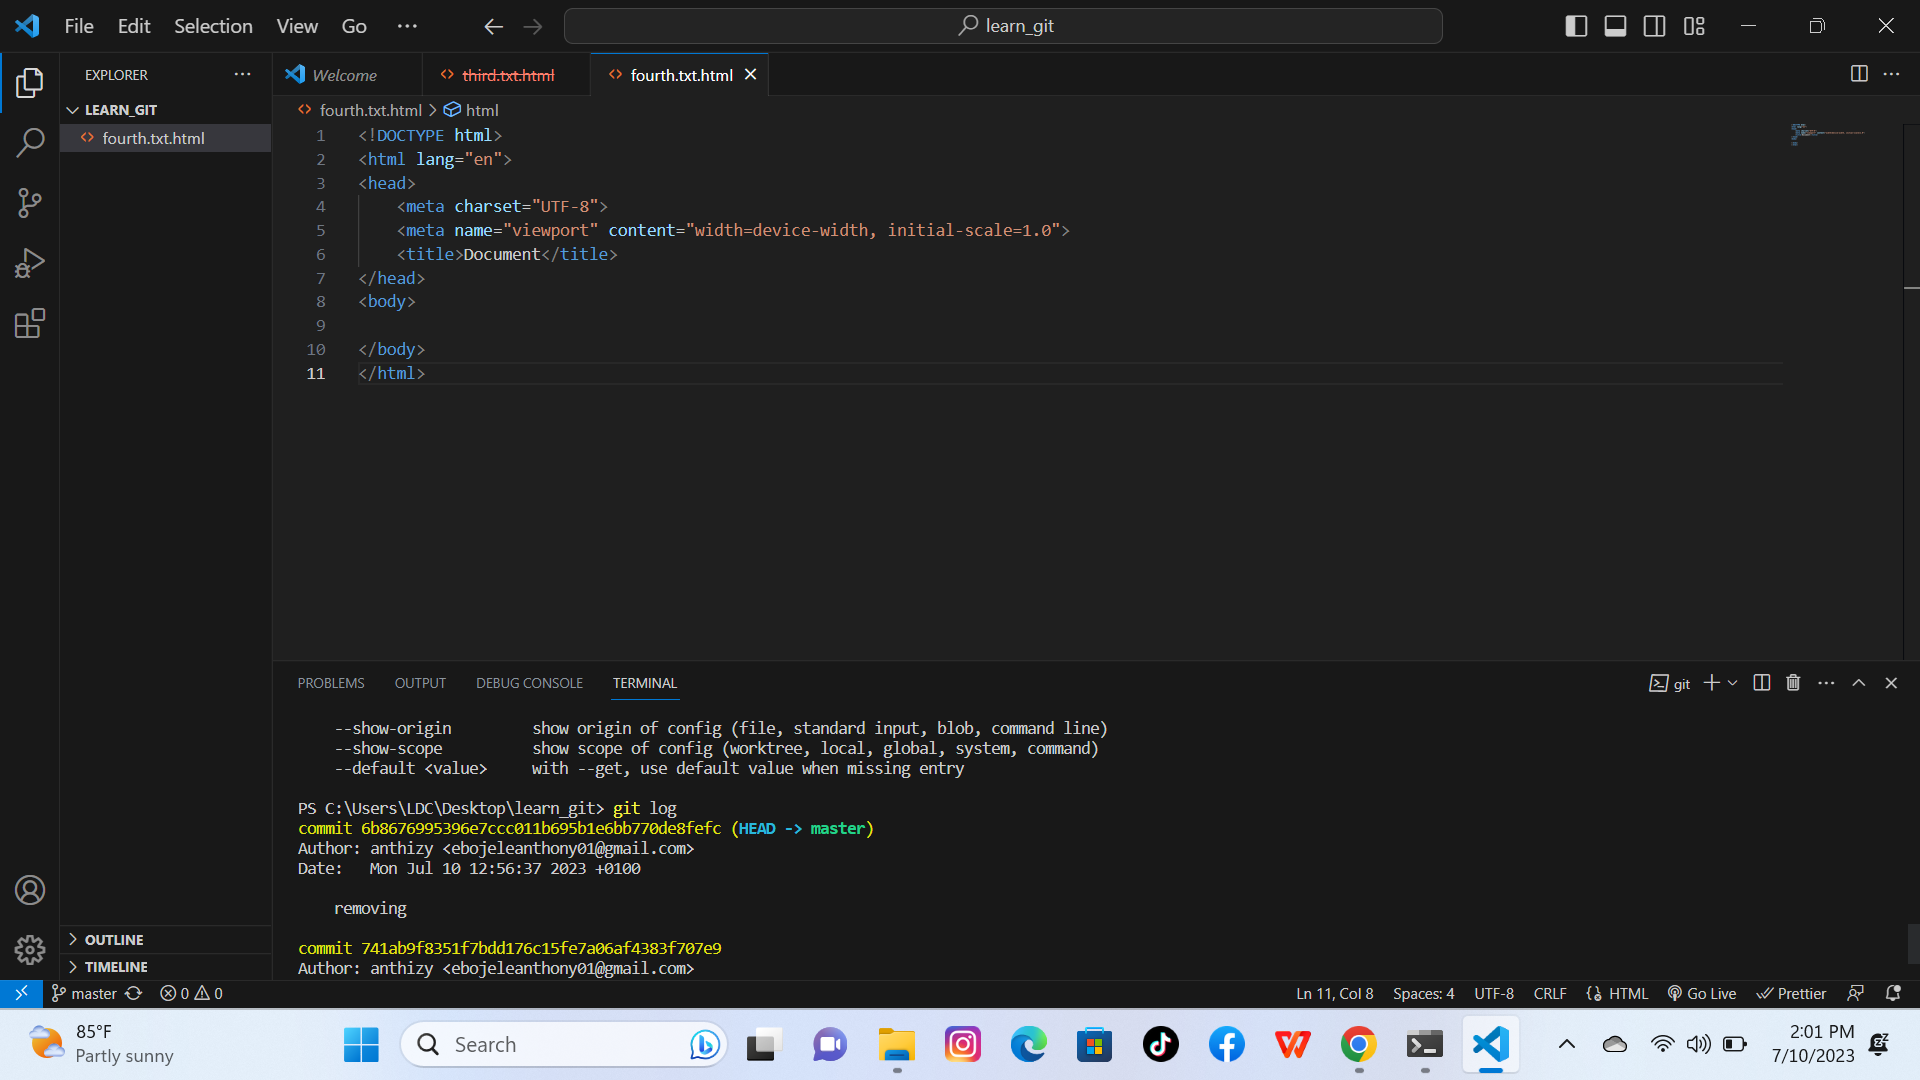 File Edit Selection View Go ··· learn_git
EXPLORER ···
LEARN_GIT
fourth.txt.html
OUTLINE
TIMELINE
Welcome third.txt.html fourth.txt.html
fourth.txt.html > html
1 <!DOCTYPE html>
2 <html lang="en">
3 <head>
4 <meta charset="UTF-8">
5 <meta name="viewport" content="width=device-width, initial-scale=1.0">
6 <title>Document</title>
7 </head>
8 <body>
9
10 </body>
11 </html>
PROBLEMS OUTPUT DEBUG CONSOLE TERMINAL git
--show-origin show origin of config (file, standard input, blob, command line)
--show-scope show scope of config (worktree, local, global, system, command)
--default <value> with --get, use default value when missing entry
PS C:\Users\LDC\Desktop\learn_git> git log
commit 6b8676995396e7ccc011b695b1e6bb770de8fefc (HEAD -> master)
Author: anthizy <ebojeleanthony01@gmail.com>
Date: Mon Jul 10 12:56:37 2023 +0100
removing
commit 741ab9f8351f7bdd176c15fe7a06af4383f707e9
Author: anthizy <ebojeleanthony01@gmail.com>
master 0 0 Ln 11, Col 8 Spaces: 4 UTF-8 CRLF HTML Go Live Prettier
85°F
Partly sunny
Search
2:01 PM
7/10/2023